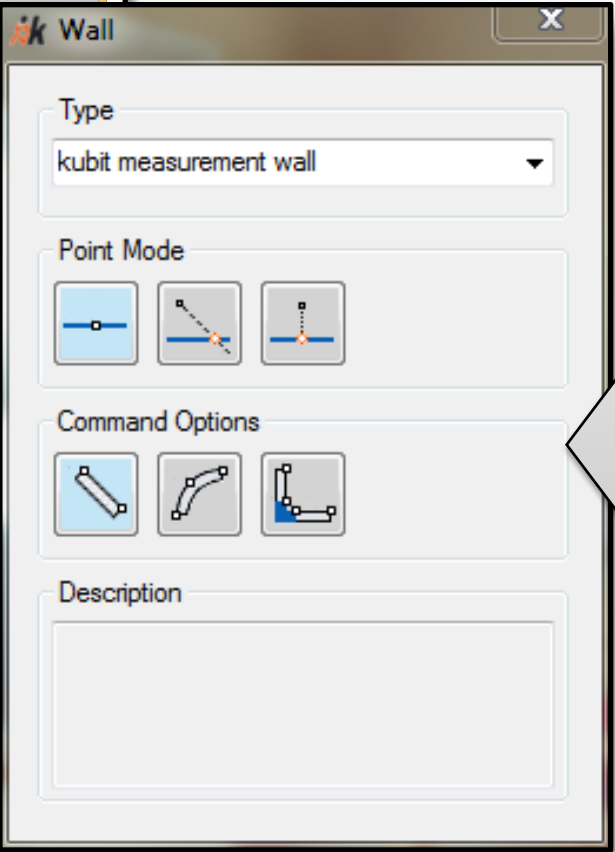 Wall
Type
kubit measurement wall
Point Mode
Command Options
Description